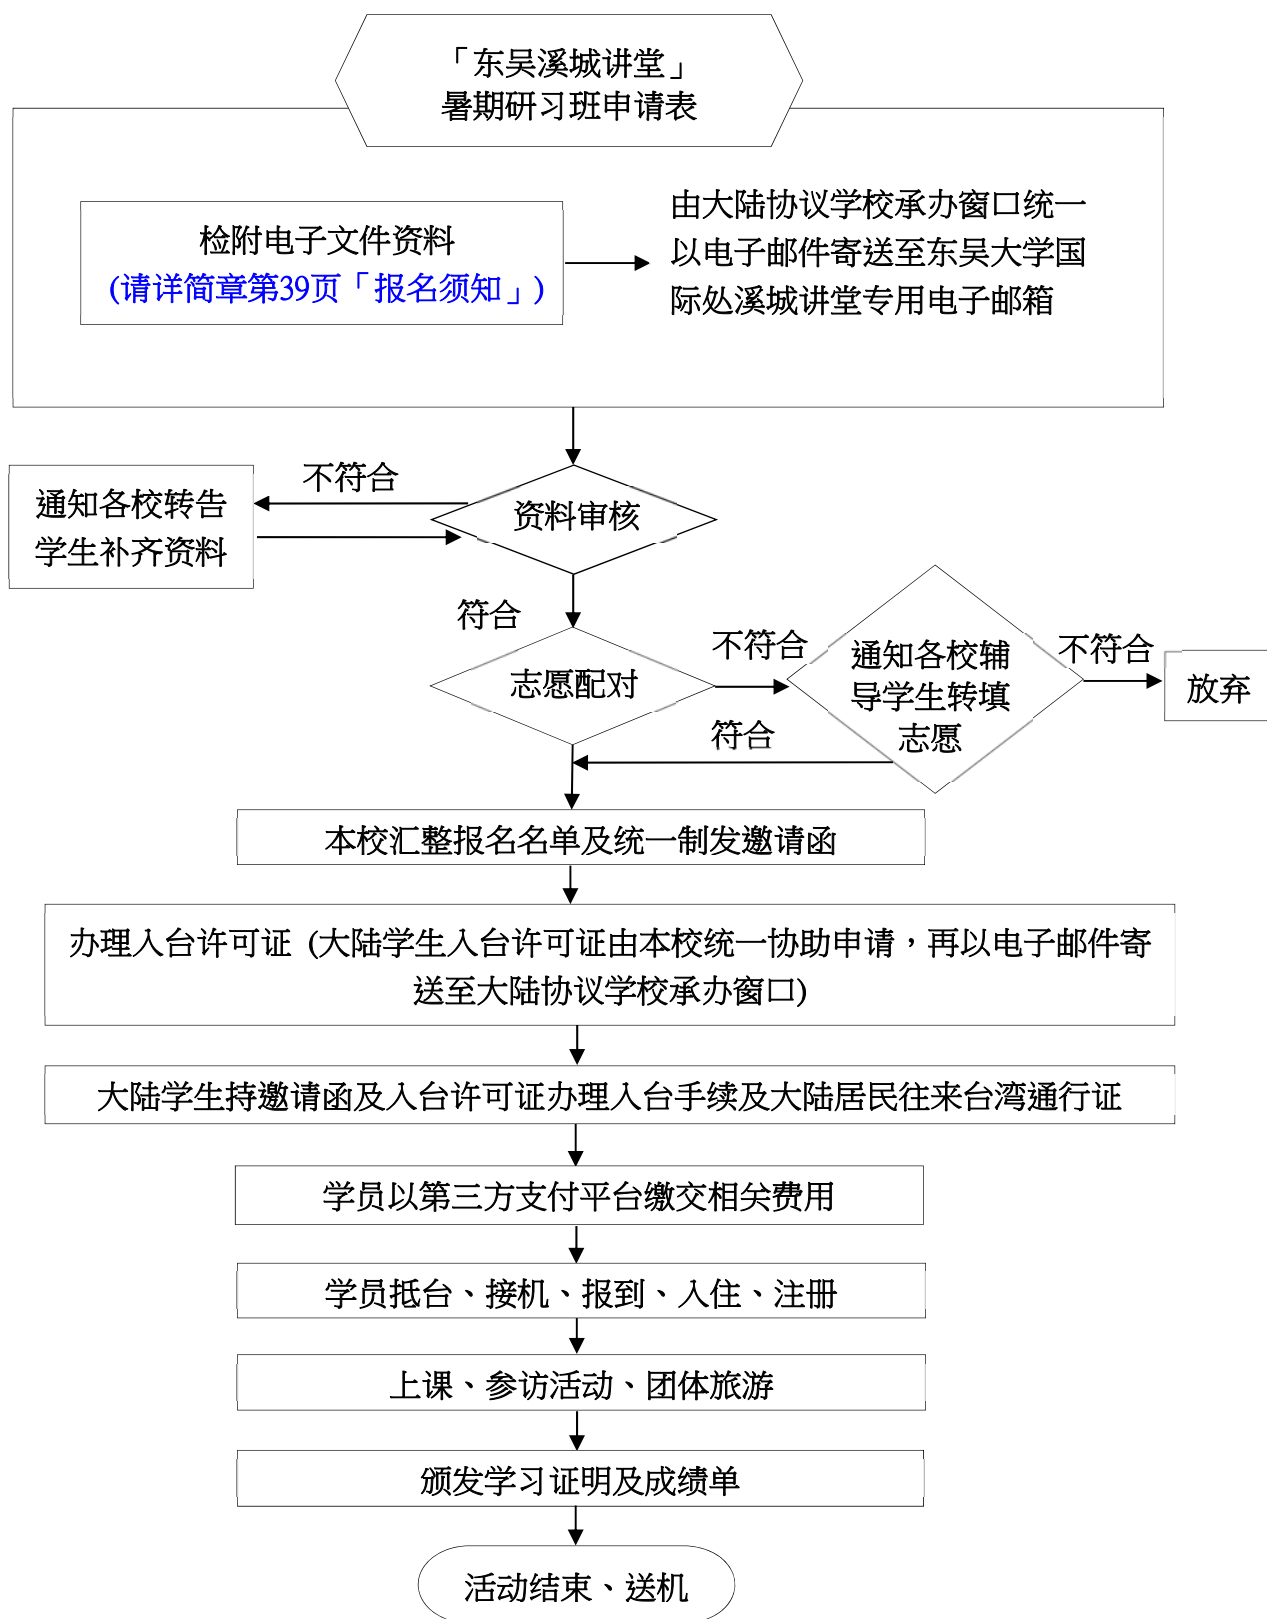 「东吴溪城讲堂」
暑期研习班申请表
检附电子文件资料
(请详简章第39页「报名须知」)
由大陆协议学校承办窗口统一
以电子邮件寄送至东吴大学国
际处溪城讲堂专用电子邮箱
不符合
通知各校转告
学生补齐资料
资料审核
符合
志愿配对
不符合
通知各校辅
导学生转填
志愿
不符合
放弃
符合
本校汇整报名名单及统一制发邀请函
办理入台许可证 (大陆学生入台许可证由本校统一协助申请，再以电子邮件寄
送至大陆协议学校承办窗口)
大陆学生持邀请函及入台许可证办理入台手续及大陆居民往来台湾通行证
学员以第三方支付平台缴交相关费用
学员抵台、接机、报到、入住、注册
上课、参访活动、团体旅游
颁发学习证明及成绩单
活动结束、送机